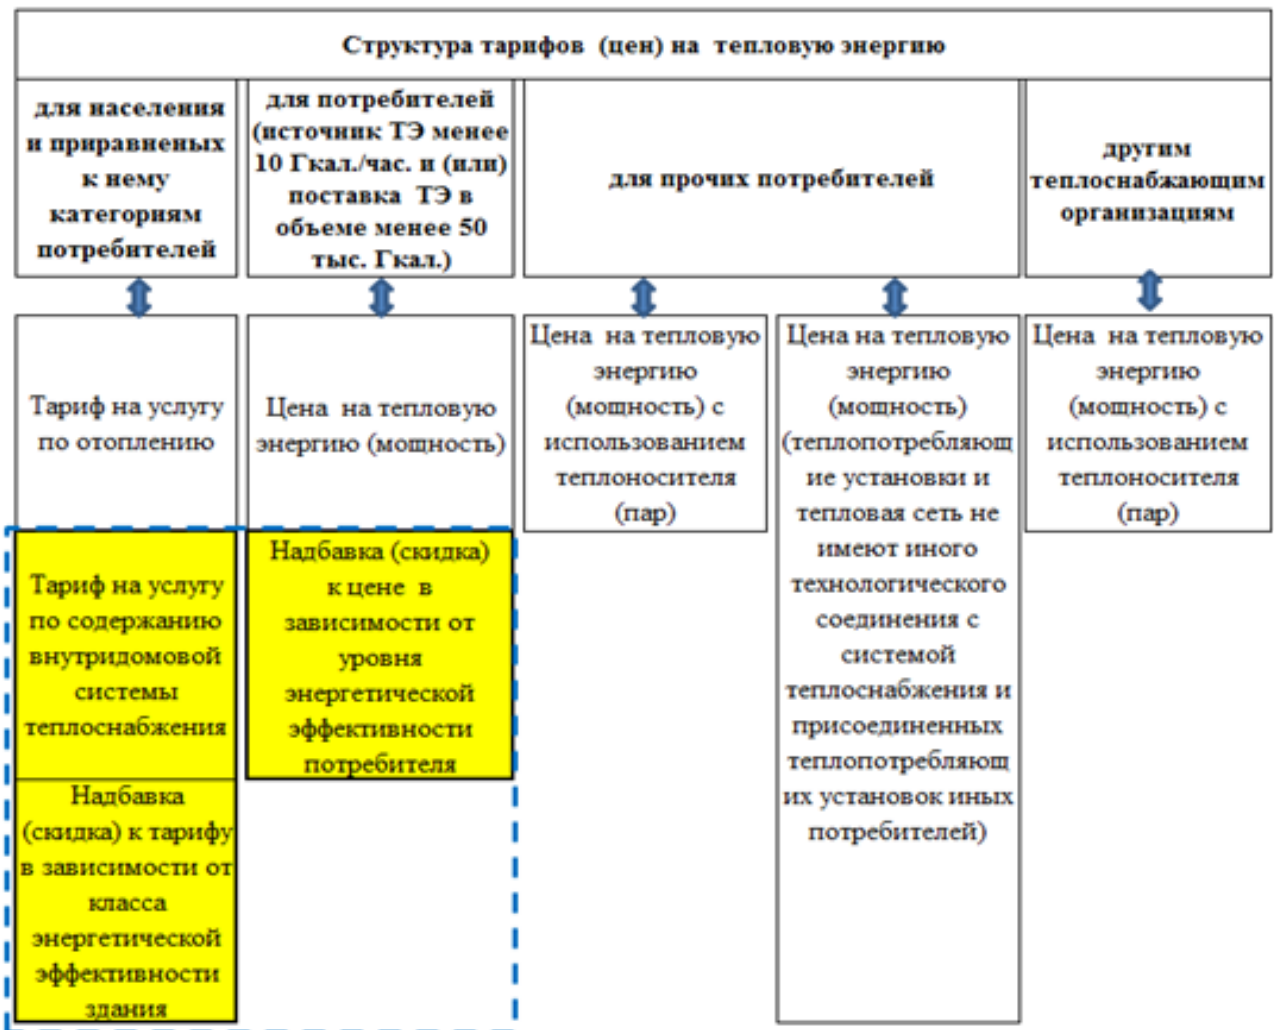 Структура тарифов (цен) на тепловую энергию
для населения
и приравненых
к нему
категориям
потребителей
для потребителей
(источник ТЭ менее
10 Гкал./час. и (или)
поставка ТЭ в
объеме менее 50
тыс. Гкал.)
для прочих потребителей
другим
теплоснабжающим
организациям
Тариф на услугу
по отоплению
Цена на тепловую
энергию (мощность)
Цена на тепловую
энергию
(мощность) с
использованием
теплоносителя
(пар)
Цена на тепловую
энергию
(мощность)
(теплопотребляющ
ие установки и
тепловая сеть не
имеют иного
технологического
соединения с
системой
теплоснабжения и
присоединенных
теплопотребляющ
их установок иных
потребителей)
Цена на тепловую
энергию
(мощность) с
использованием
теплоносителя
(пар)
Тариф на услугу
по содержанию
внутридомовой
системы
теплоснабжения
Надбавка (скидка)
к цене в
зависимости от
уровня
энергетической
эффективности
потребителя
Надбавка
(скидка) к тарифу
в зависимости от
класса
энергетической
эффективности
здания